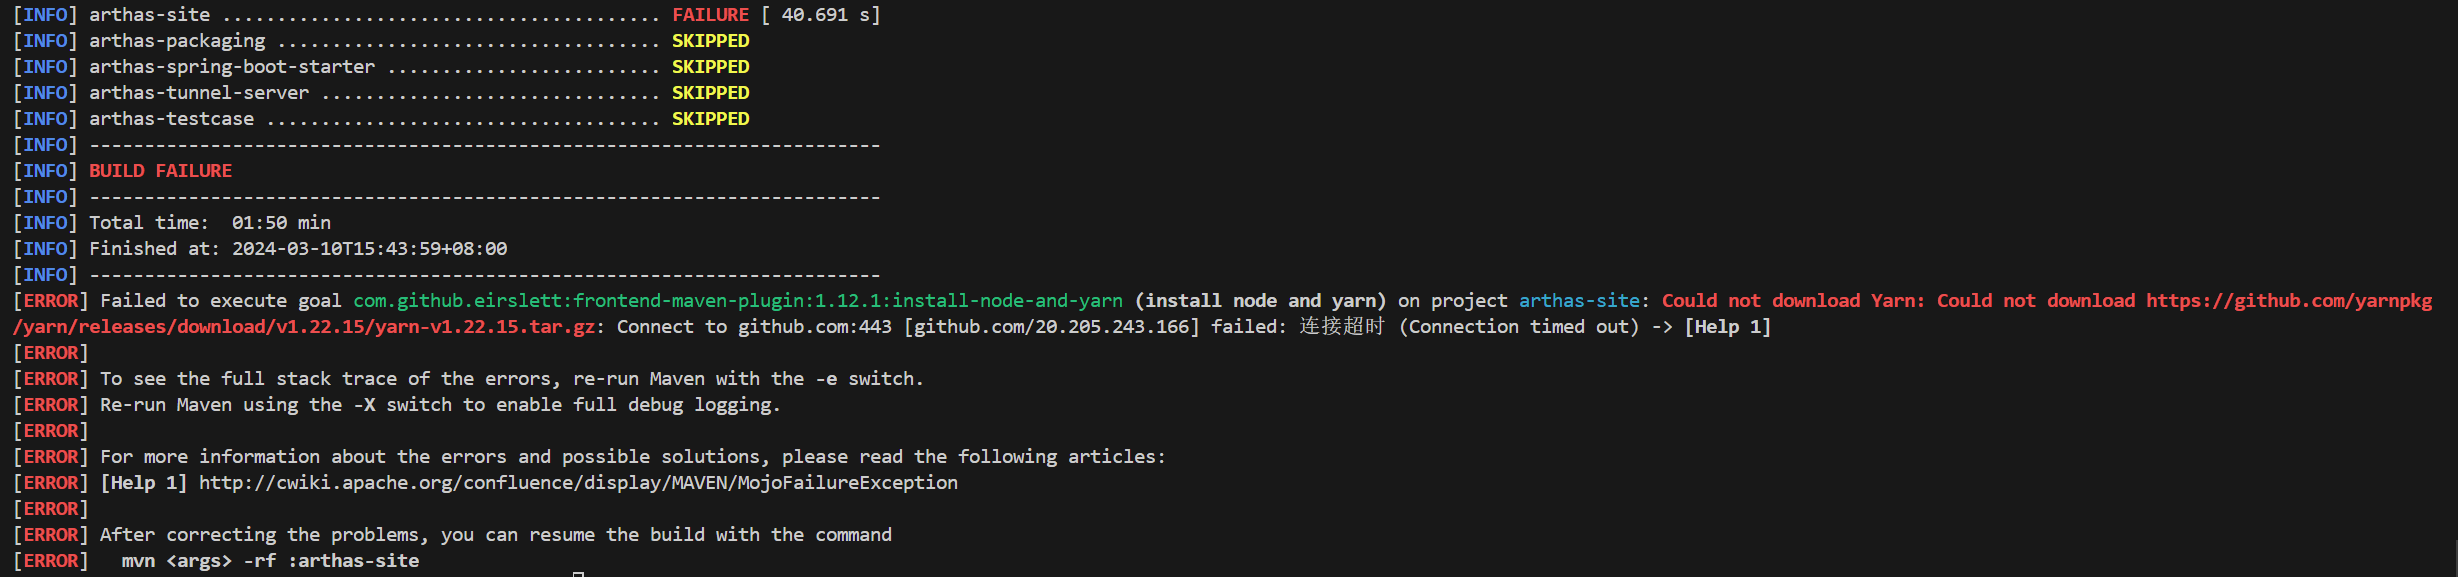 [INFO] arthas-site ........................................ FAILURE [ 40.691 s]
[INFO] arthas-packaging ................................... SKIPPED
[INFO] arthas-spring-boot-starter ......................... SKIPPED
[INFO] arthas-tunnel-server ............................... SKIPPED
[INFO] arthas-testcase .................................... SKIPPED
[INFO] ------------------------------------------------------------------------
[INFO] BUILD FAILURE
[INFO] ------------------------------------------------------------------------
[INFO] Total time:  01:50 min
[INFO] Finished at: 2024-03-10T15:43:59+08:00
[INFO] ------------------------------------------------------------------------
[ERROR] Failed to execute goal com.github.eirslett:frontend-maven-plugin:1.12.1:install-node-and-yarn (install node and yarn) on project arthas-site: Could not download Yarn: Could not download https://github.com/yarnpkg
/yarn/releases/download/v1.22.15/yarn-v1.22.15.tar.gz: Connect to github.com:443 [github.com/20.205.243.166] failed: 连接超时 (Connection timed out) -> [Help 1]
[ERROR]
[ERROR] To see the full stack trace of the errors, re-run Maven with the -e switch.
[ERROR] Re-run Maven using the -X switch to enable full debug logging.
[ERROR]
[ERROR] For more information about the errors and possible solutions, please read the following articles:
[ERROR] [Help 1] http://cwiki.apache.org/confluence/display/MAVEN/MojoFailureException
[ERROR]
[ERROR] After correcting the problems, you can resume the build with the command
[ERROR]   mvn <args> -rf :arthas-site